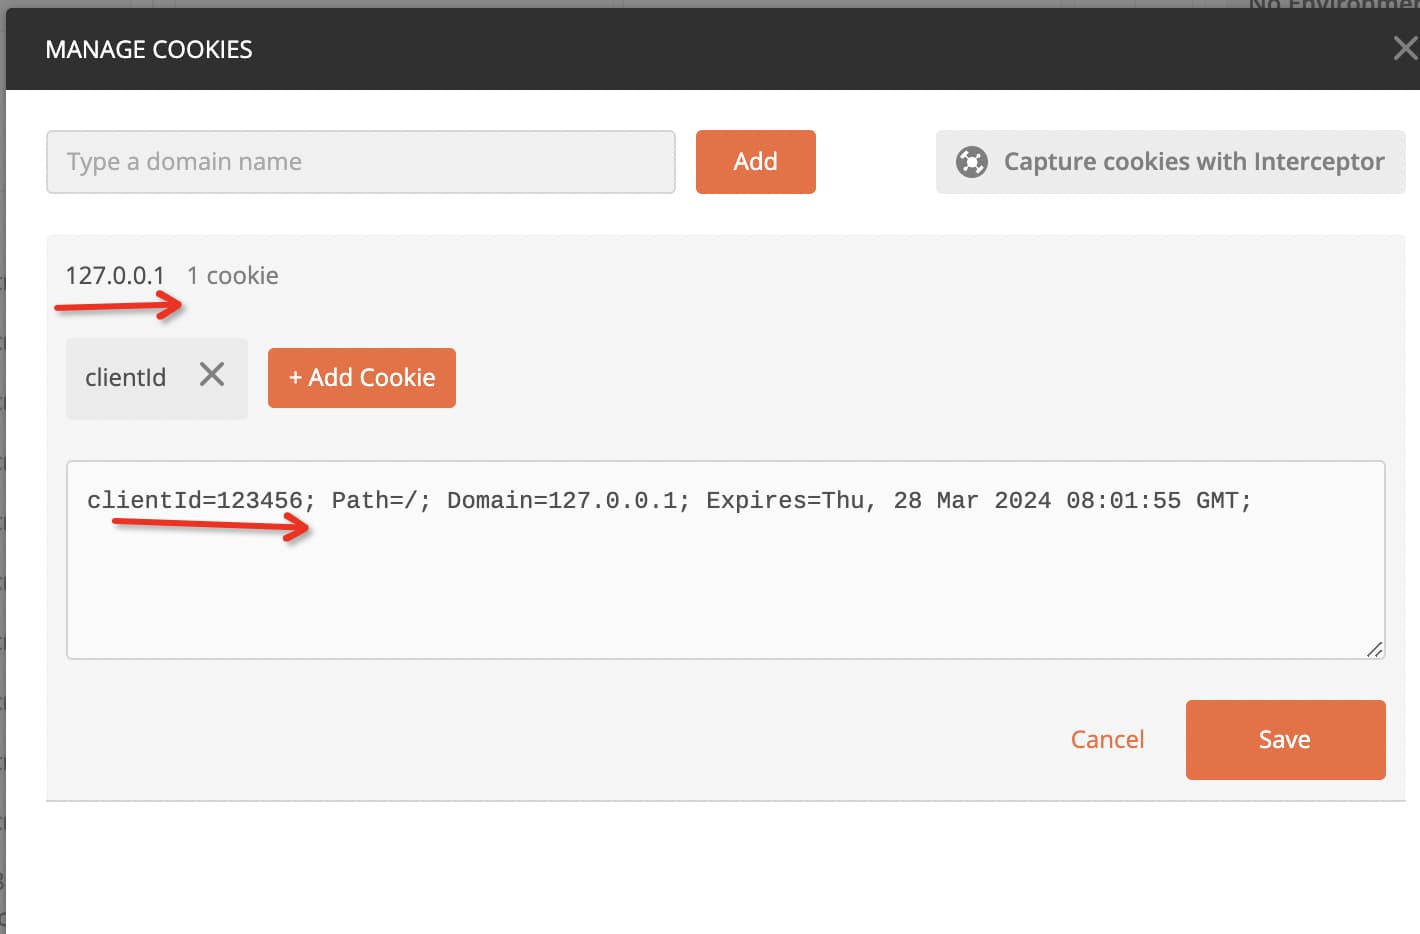 No Environment
MANAGE COOKIES
Type a domain name
Add
Capture cookies with Interceptor
127.0.0.1 1 cookie
clientId
+ Add Cookie
clientId=123456; Path=/; Domain=127.0.0.1; Expires=Thu, 28 Mar 2024 08:01:55 GMT;
Cancel
Save